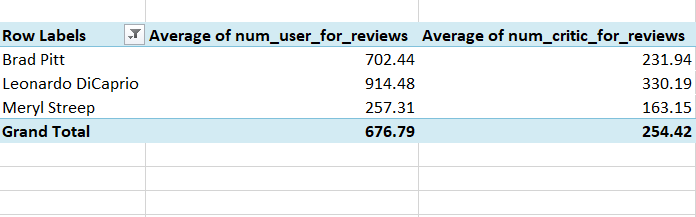 Row Labels Average of num_user_for_reviews Average of num_critic_for_reviews
Brad Pitt 702.44 231.94
Leonardo DiCaprio 914.48 330.19
Meryl Streep 257.31 163.15
Grand Total 676.79 254.42